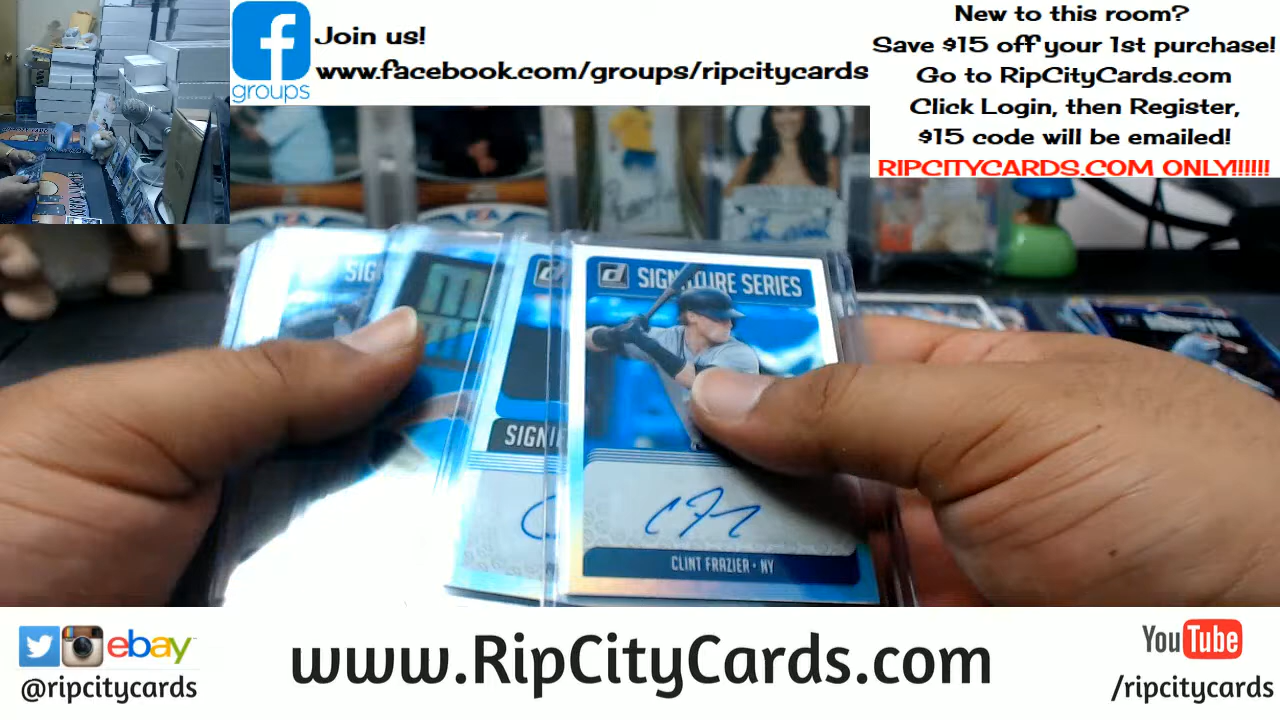 Join us!
www.facebook.com/groups/ripcitycards
groups
New to this room?
Save $15 off your 1st purchase!
Go to RipCityCards.com
Click Login, then Register,
$15 code will be emailed!
RIPCITYCARDS.COM ONLY!!!!!!
SIGNATURE SERIES
CLINT FRAZIER • NY
ebay
@ripcitycards
www.RipCityCards.com
YouTube
/ripcitycards